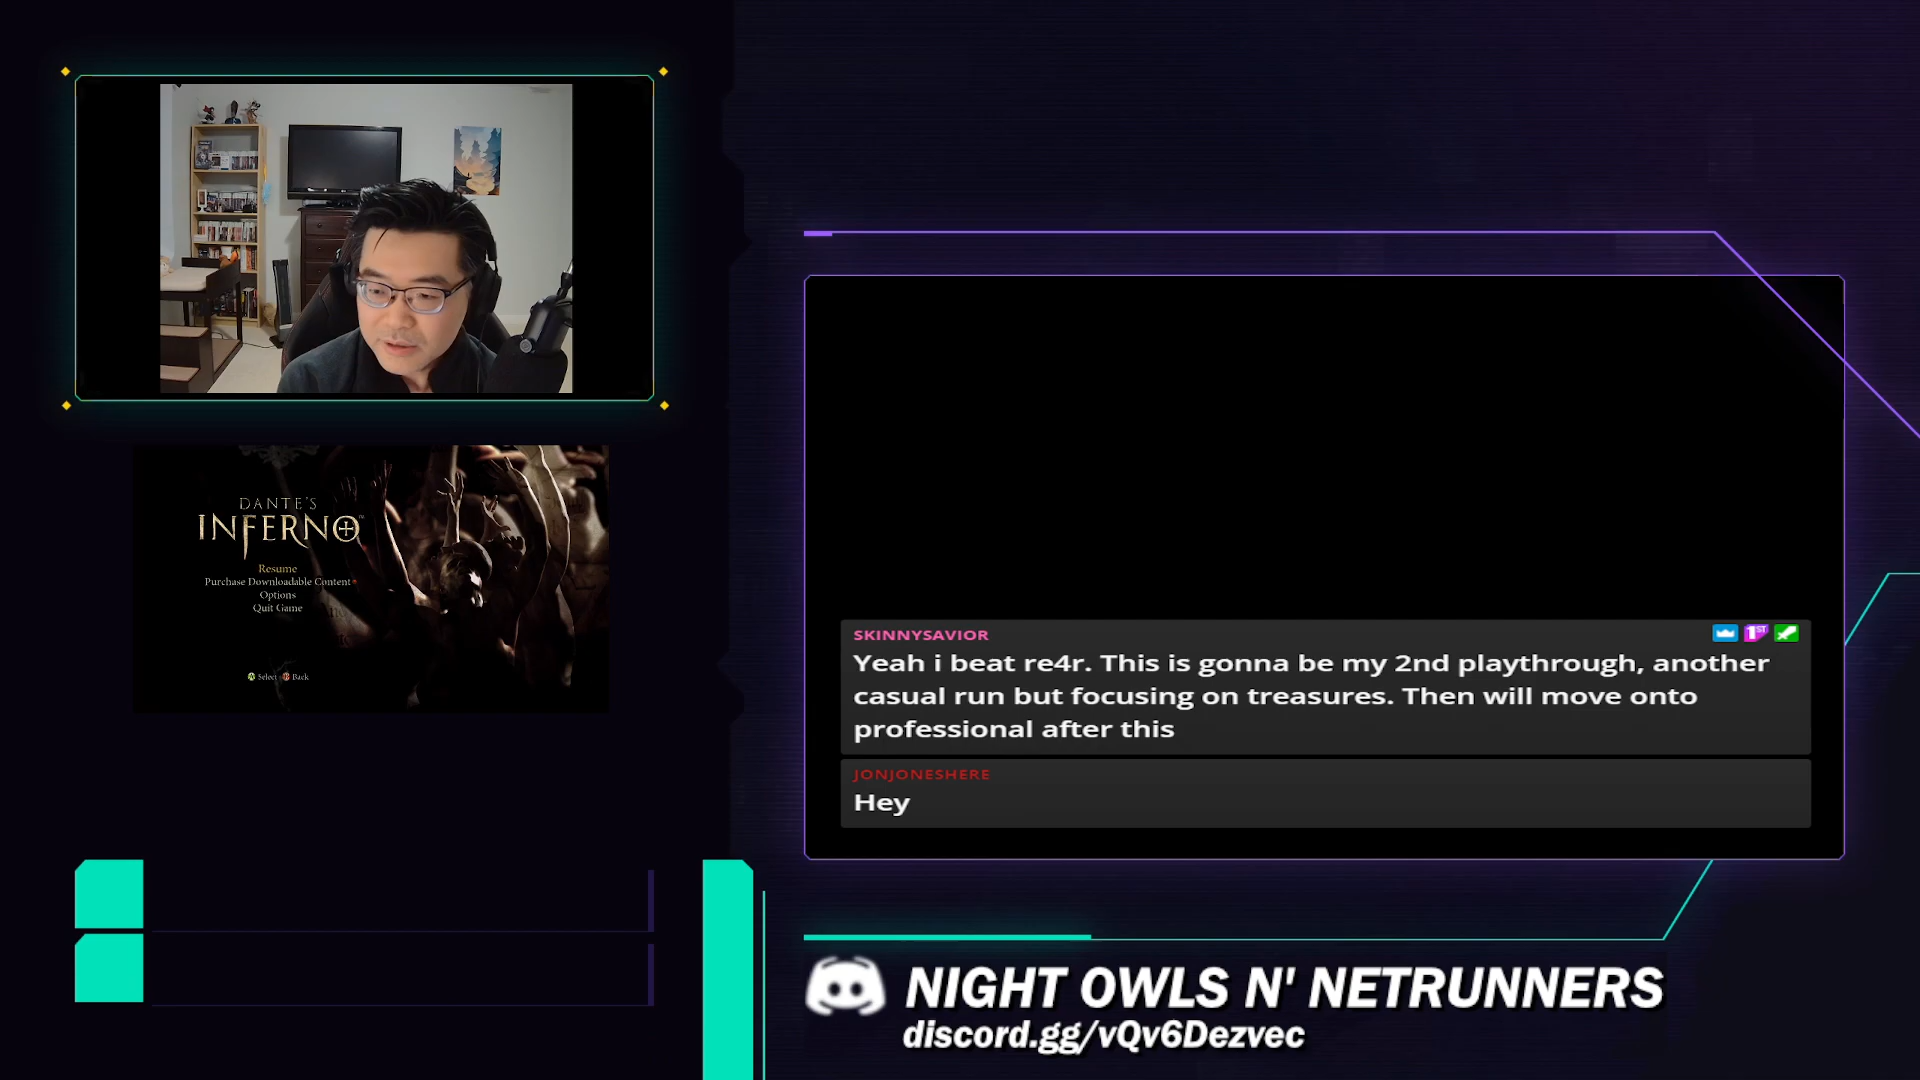 DANTE'S
INFERNO
Resume
Purchase Downloadable Content
Options
Quit Game
Select Back
SKINNYSAVIOR
1ST
Yeah i beat re4r. This is gonna be my 2nd playthrough, another
casual run but focusing on treasures. Then will move onto
professional after this
JONJONESHERE
Hey
NIGHT OWLS N' NETRUNNERS
discord.gg/vQv6Dezvec